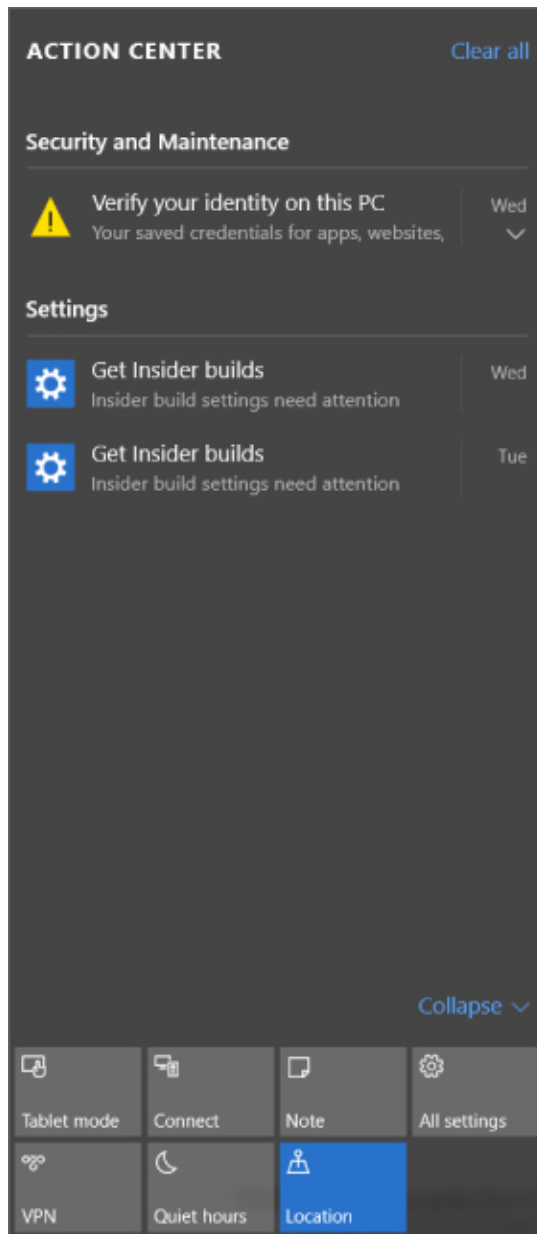 ACTION CENTER Clear all
Security and Maintenance
Verify your identity on this PC Wed
Your saved credentials for apps, websites,
Settings
Get Insider builds Wed
Insider build settings need attention
Get Insider builds Tue
Insider build settings need attention
Collapse
Tablet mode Connect Note All settings
VPN Quiet hours Location